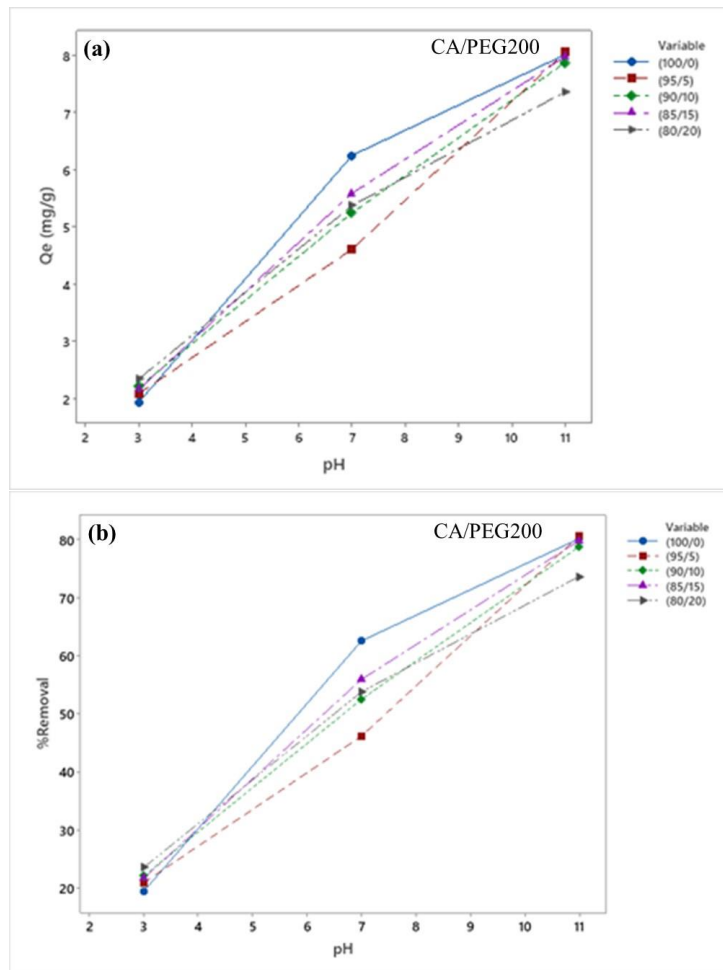 (a)
CA/PEG200
Variable
(100/0)
(95/5)
(90/10)
(85/15)
(80/20)
8
7
6
5
4
3
2
Qe (mg/g)
2 3 4 5 6 7 8 9 10 11
pH
(b)
CA/PEG200
Variable
(100/0)
(95/5)
(90/10)
(85/15)
(80/20)
80
70
60
50
40
30
20
%Removal
2 3 4 5 6 7 8 9 10 11
pH